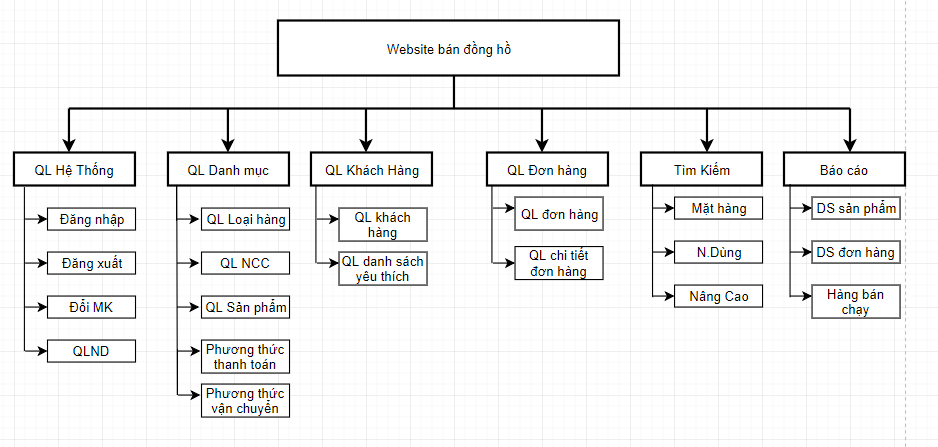 Website bán đồng hồ
QL Hệ Thống
QL Danh mục
QL Khách Hàng
QL Đơn hàng
Tìm Kiếm
Báo cáo
Đăng nhập
Đăng xuất
Đổi MK
QLND
QL Loại hàng
QL NCC
QL Sản phẩm
Phương thức
thanh toán
Phương thức
vận chuyển
QL khách
hàng
QL danh sách
yêu thích
QL đơn hàng
QL chi tiết
đơn hàng
Mặt hàng
N.Dùng
Nâng Cao
DS sản phẩm
DS đơn hàng
Hàng bán
chạy